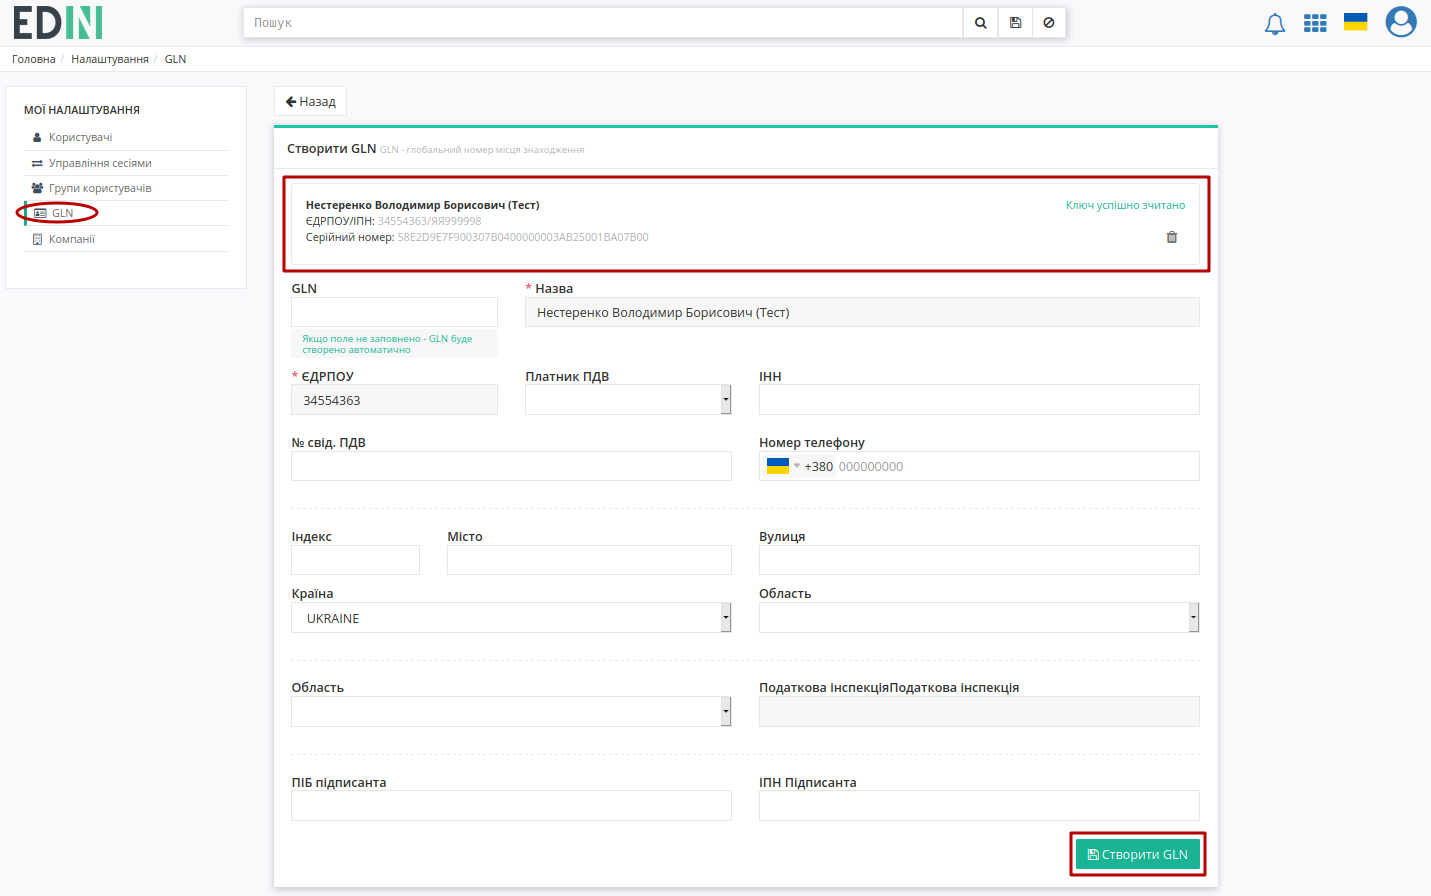 EDIN
Пошук
Головна / Налаштування / GLN
МОЇ НАЛАШТУВАННЯ
Користувачі
Управління сесіями
Групи користувачів
GLN
Компанії
Назад
Створити GLN GLN - глобальний номер місця знаходження
Нестеренко Володимир Борисович (Тест)
Ключ успішно зчитано
ЄДРПОУ/ІПН: 34554363/ЯЯ999998
Серійний номер: 58E2D9E7F900307B0400000003AB25001BA07B00
GLN
* Назва
Нестеренко Володимир Борисович (Тест)
Якщо поле не заповнено - GLN буде
створено автоматично
* ЄДРПОУ
Платник ПДВ
ІНН
34554363
№ свід. ПДВ
Номер телефону
+380 000000000
Індекс
Місто
Вулиця
Країна
Область
UKRAINE
Область
Податкова інспекціяПодаткова інспекція
ПІБ підписанта
ІПН Підписанта
Створити GLN